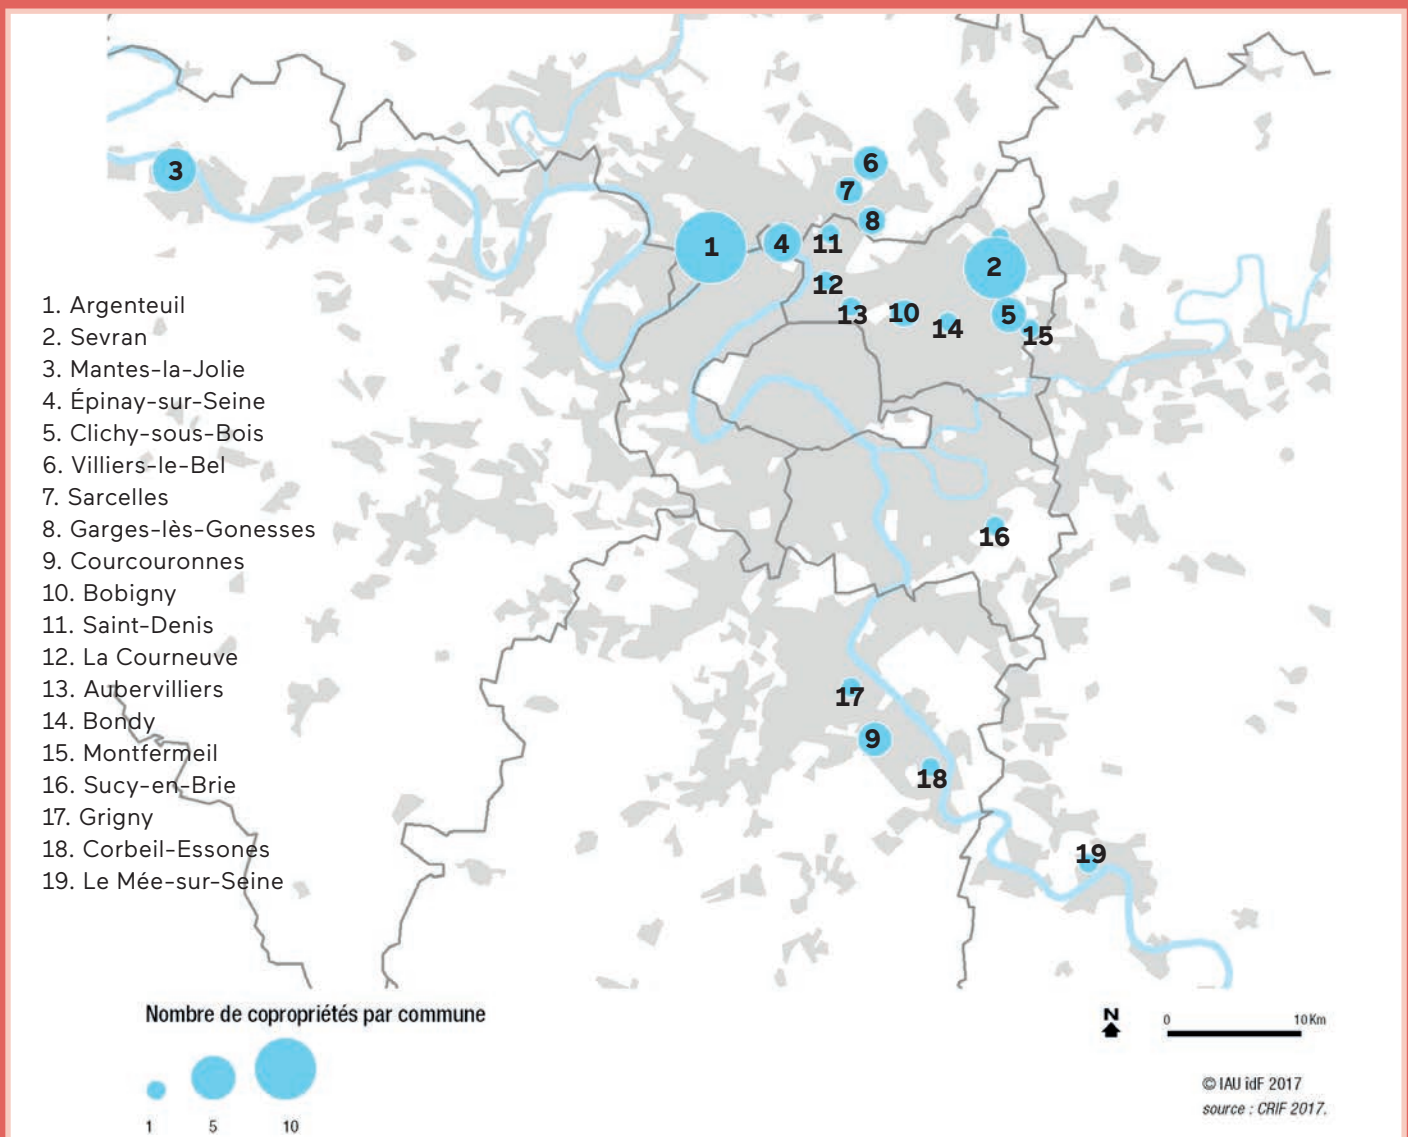 3
6
7
8
1
4
11
2
12
13
10
14
5
15
16
17
9
18
19
1. Argenteuil
2. Sevran
3. Mantes-la-Jolie
4. Épinay-sur-Seine
5. Clichy-sous-Bois
6. Villiers-le-Bel
7. Sarcelles
8. Garges-lès-Gonesses
9. Courcouronnes
10. Bobigny
11. Saint-Denis
12. La Courneuve
13. Aubervilliers
14. Bondy
15. Montfermeil
16. Sucy-en-Brie
17. Grigny
18. Corbeil-Essones
19. Le Mée-sur-Seine
Nombre de copropriétés par commune
1 5 10
N
0 10 Km
© IAU îdF 2017
source : CRIF 2017.